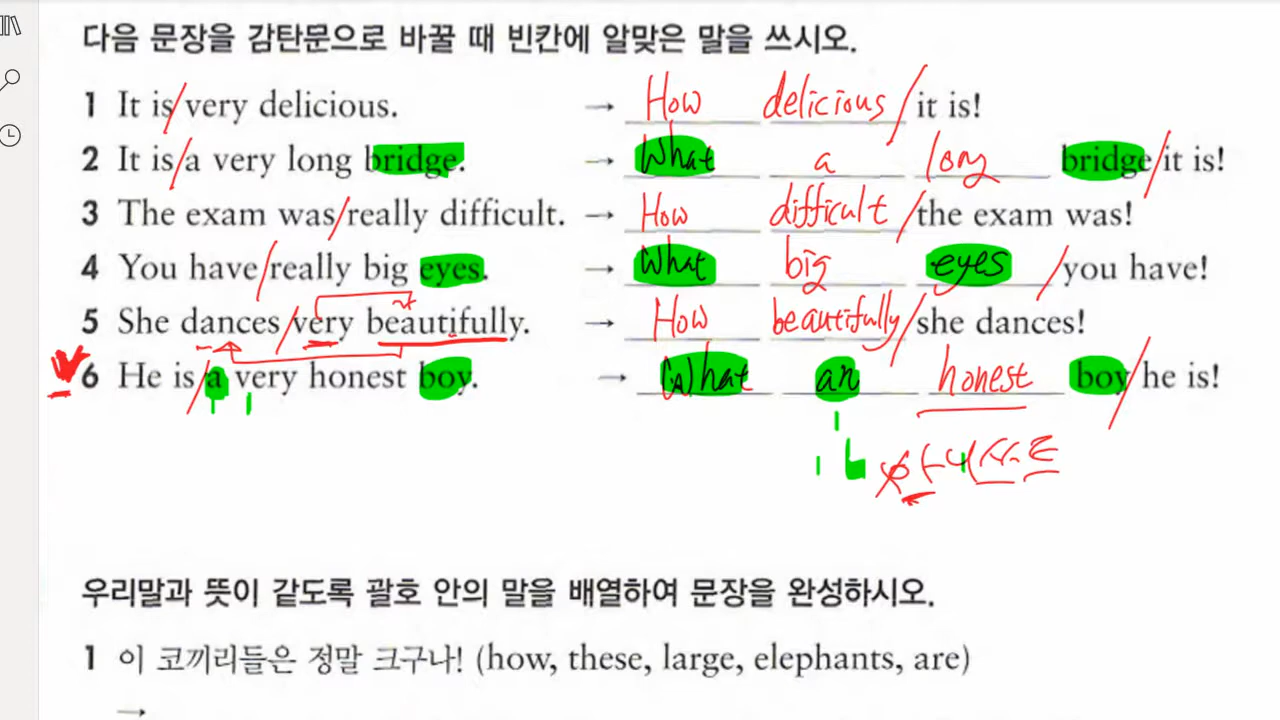 다음 문장을 감탄문으로 바꿀 때 빈칸에 알맞은 말을 쓰시오.
1 It is/very delicious. → How delicious/it is!
2 It is/a very long bridge. → What a long bridge/it is!
3 The exam was/really difficult. → How difficult/the exam was!
4 You have/really big eyes. → What big eyes/you have!
5 She dances/very beautifully. → How beautifully/she dances!
6 He is/a very honest boy. → What an honest boy/he is!
우리말과 뜻이 같도록 괄호 안의 말을 배열하여 문장을 완성하시오.
1 이 코끼리들은 정말 크구나! (how, these, large, elephants, are)
→